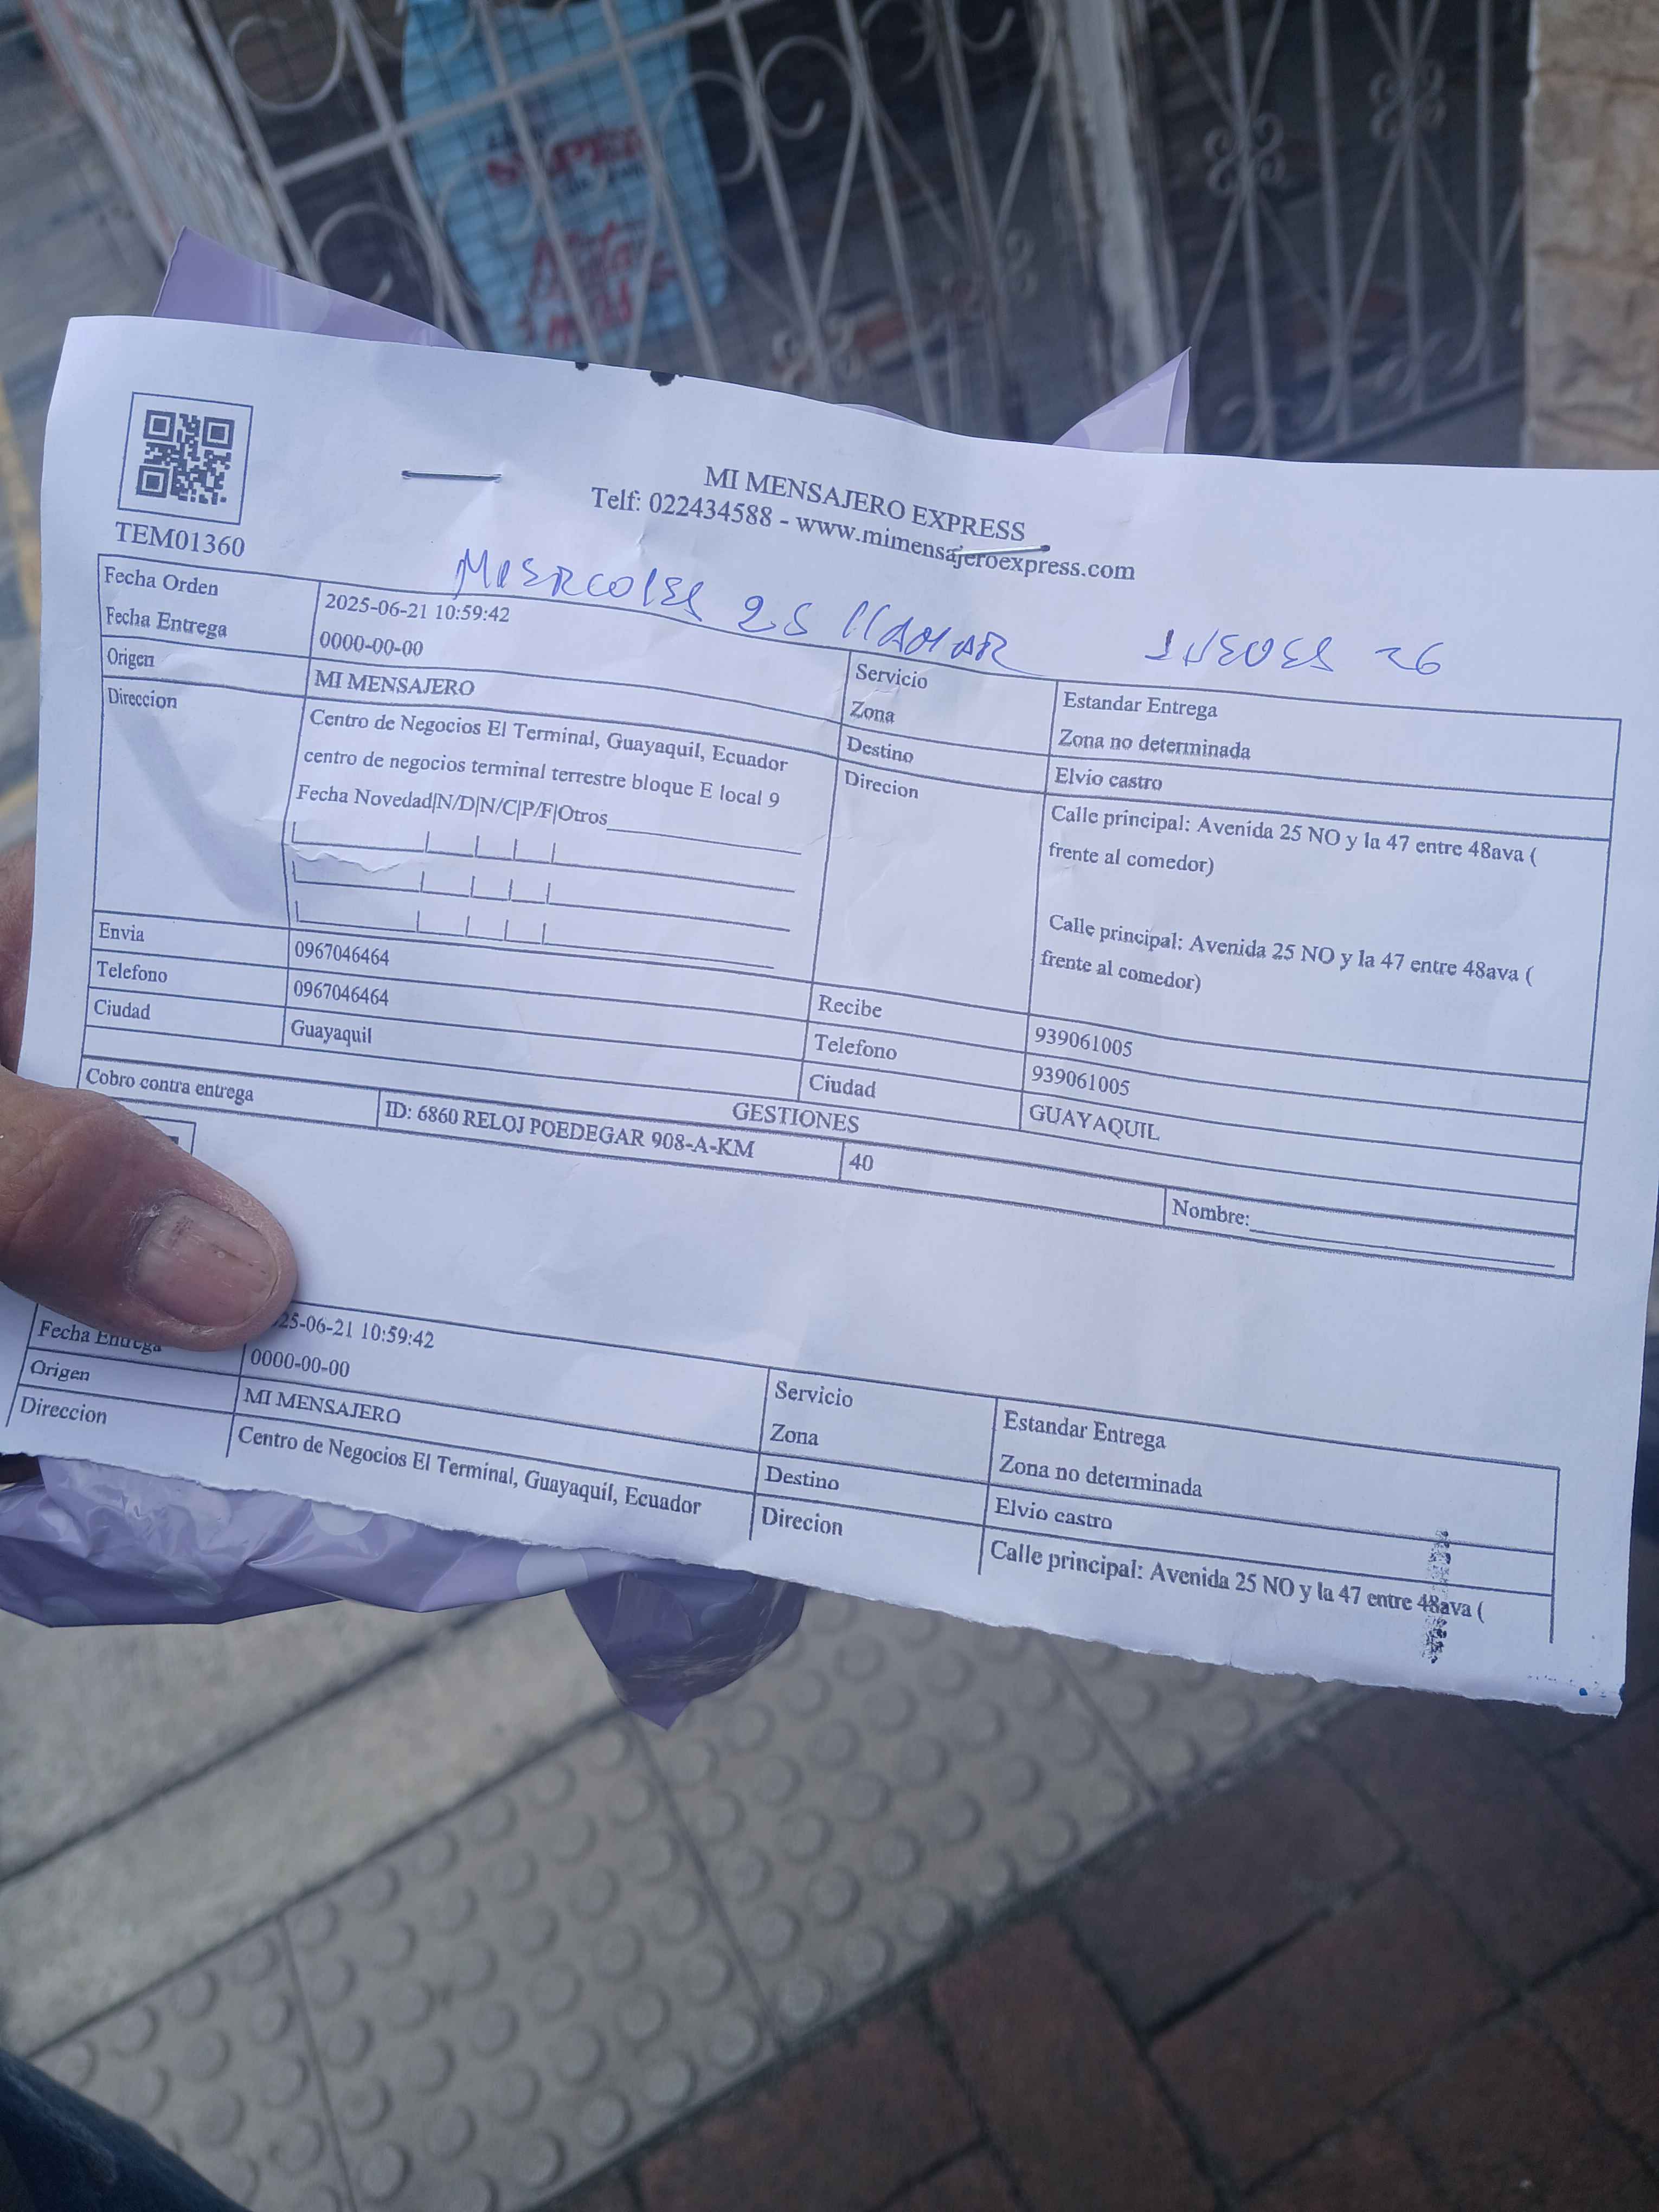 SUPER
TEM01360
MI MENSAJERO EXPRESS
Telf: 022434588 - www.mimensajeroexpress.com
MIERCOLES 25 LLAMAR JUEVES 26
Fecha Orden 2025-06-21 10:59:42 Servicio Estandar Entrega
Fecha Entrega 0000-00-00 Zona Zona no determinada
Origen MI MENSAJERO Destino Elvio castro
Direccion Centro de Negocios El Terminal, Guayaquil, Ecuador Direcion Calle principal: Avenida 25 NO y la 47 entre 48ava (
centro de negocios terminal terrestre bloque E local 9 frente al comedor)
Fecha Novedad|N/D|N/C|P/F|Otros
Calle principal: Avenida 25 NO y la 47 entre 48ava (
frente al comedor)
Envia 0967046464 Recibe 939061005
Telefono 0967046464 Telefono 939061005
Ciudad Guayaquil Ciudad GUAYAQUIL
GESTIONES
Cobro contra entrega ID: 6860 RELOJ POEDEGAR 908-A-KM 40
Nombre:
25-06-21 10:59:42 Servicio Estandar Entrega
Fecha Entrega 0000-00-00 Zona Zona no determinada
Origen MI MENSAJERO Destino Elvio castro
Direccion Centro de Negocios El Terminal, Guayaquil, Ecuador Direcion Calle principal: Avenida 25 NO y la 47 entre 48ava (